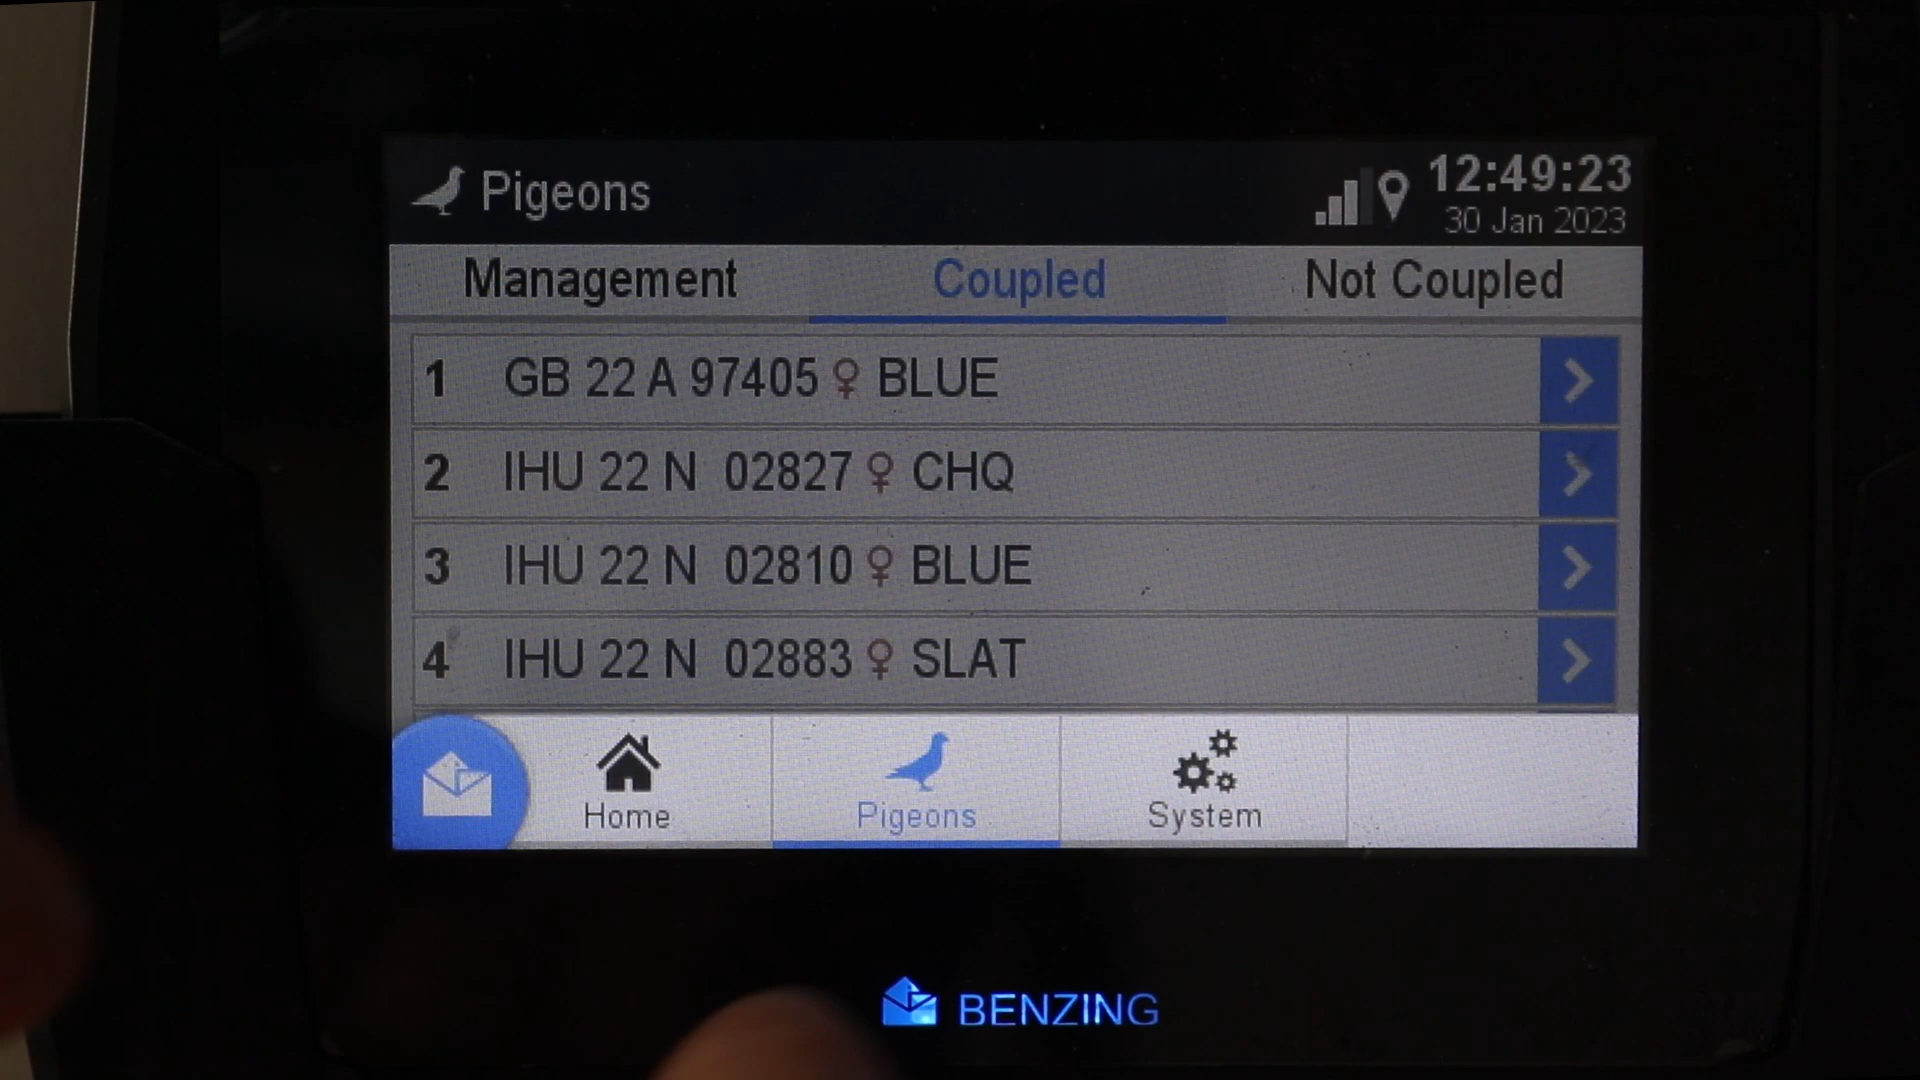 Pigeons
12:49:23
30 Jan 2023
Management Coupled Not Coupled
1 GB 22 A 97405 ♀ BLUE
2 IHU 22 N 02827 ♀ CHQ
3 IHU 22 N 02810 ♀ BLUE
4 IHU 22 N 02883 ♀ SLAT
Home Pigeons System
BENZING